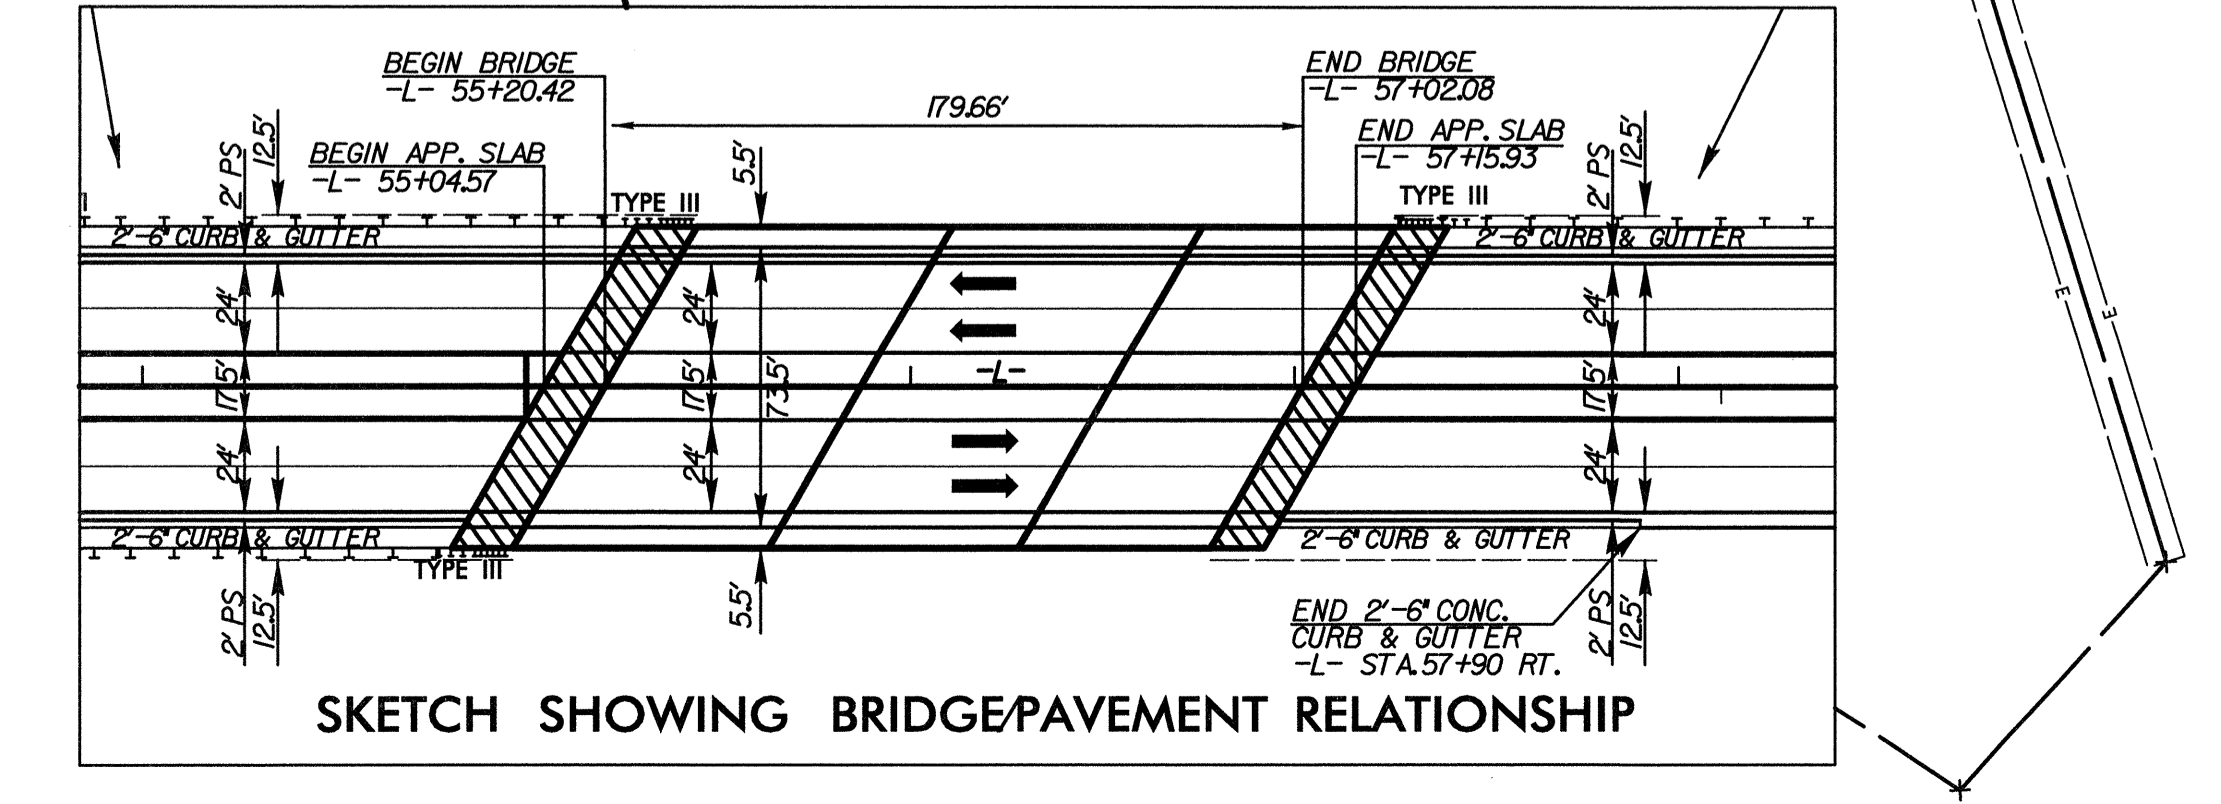 BEGIN BRIDGE
-L- 55+20.42
END BRIDGE
-L- 57+02.08
179.66'
BEGIN APP. SLAB
-L- 55+04.57
END APP. SLAB
-L- 57+15.93
2' PS
12.5'
5.5'
2' PS
12.5'
TYPE III
TYPE III
2'-6" CURB & GUTTER
2'-6" CURB & GUTTER
24'
24'
24'
17.5'
17.5'
73.5'
-L-
17.5'
24'
24'
24'
2'-6" CURB & GUTTER
2'-6" CURB & GUTTER
TYPE III
2' PS
12.5'
5.5'
END 2'-6" CONC.
CURB & GUTTER
-L- STA.57+90 RT.
2' PS
12.5'
E
E
SKETCH SHOWING BRIDGE/PAVEMENT RELATIONSHIP